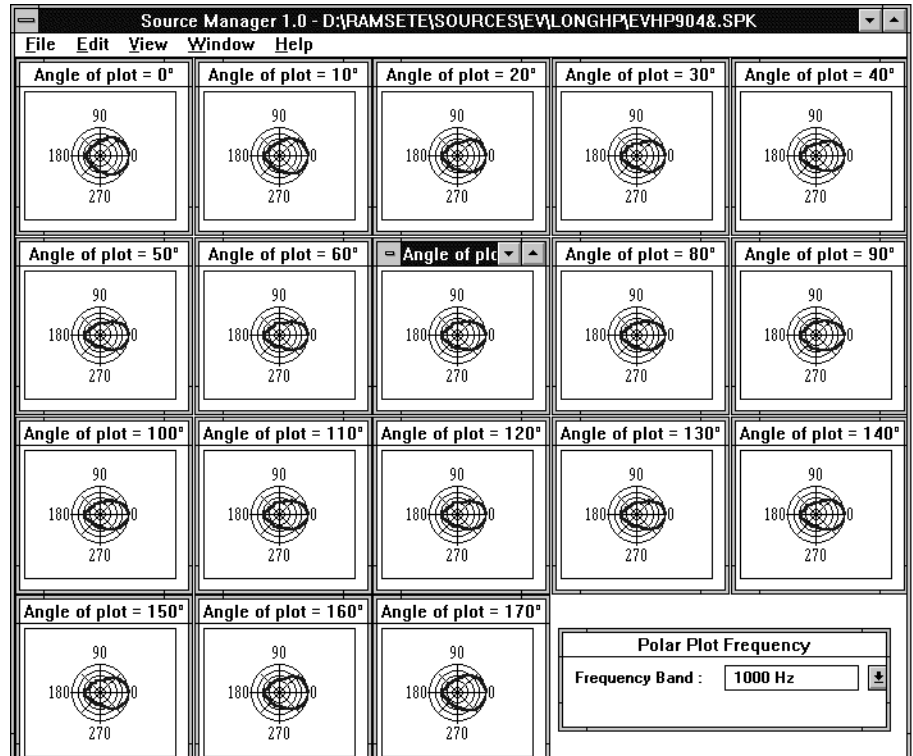 Source Manager 1.0 - D:\RAMSETE\SOURCES\EV\LONGHP\EVHP904&.SPK
File Edit View Window Help
Angle of plot = 0°
90
180 0
270
Angle of plot = 10°
90
180 0
270
Angle of plot = 20°
90
180 0
270
Angle of plot = 30°
90
180 0
270
Angle of plot = 40°
90
180 0
270
Angle of plot = 50°
90
180 0
270
Angle of plot = 60°
90
180 0
270
Angle of plo
90
180 0
270
Angle of plot = 80°
90
180 0
270
Angle of plot = 90°
90
180 0
270
Angle of plot = 100°
90
180 0
270
Angle of plot = 110°
90
180 0
270
Angle of plot = 120°
90
180 0
270
Angle of plot = 130°
90
180 0
270
Angle of plot = 140°
90
180 0
270
Angle of plot = 150°
90
180 0
270
Angle of plot = 160°
90
180 0
270
Angle of plot = 170°
90
180 0
270
Polar Plot Frequency
Frequency Band : 1000 Hz